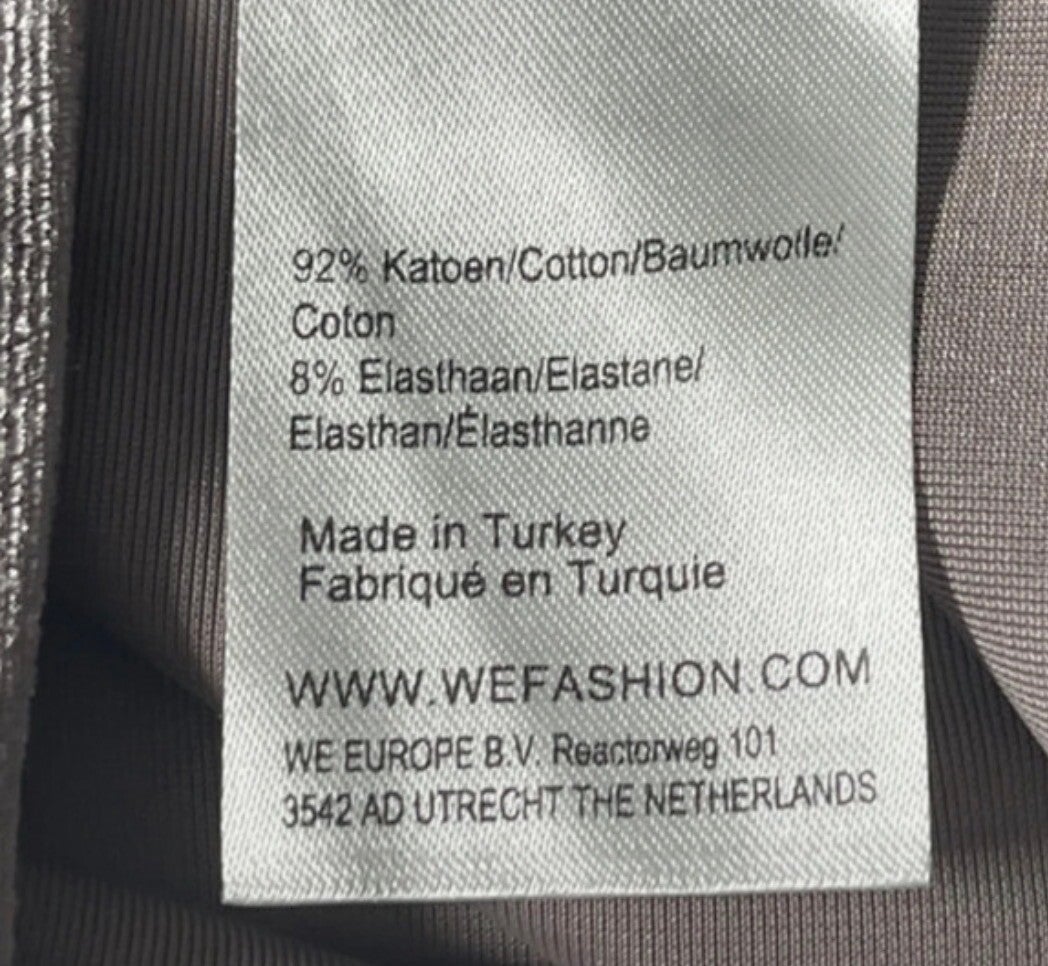 92% Katoen/Cotton/Baumwolle/
Coton
8% Elasthaan/Elastane/
Elasthan/Élasthanne
Made in Turkey
Fabriqué en Turquie
WWW.WEFASHION.COM
WE EUROPE B.V. Reactorweg 101
3542 AD UTRECHT THE NETHERLANDS